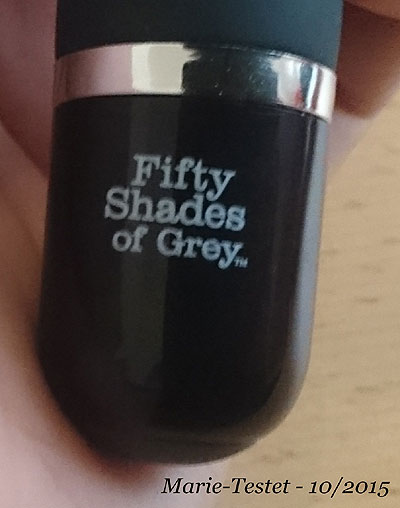 Fifty
Shades
of Grey™
Marie-Testet - 10/2015